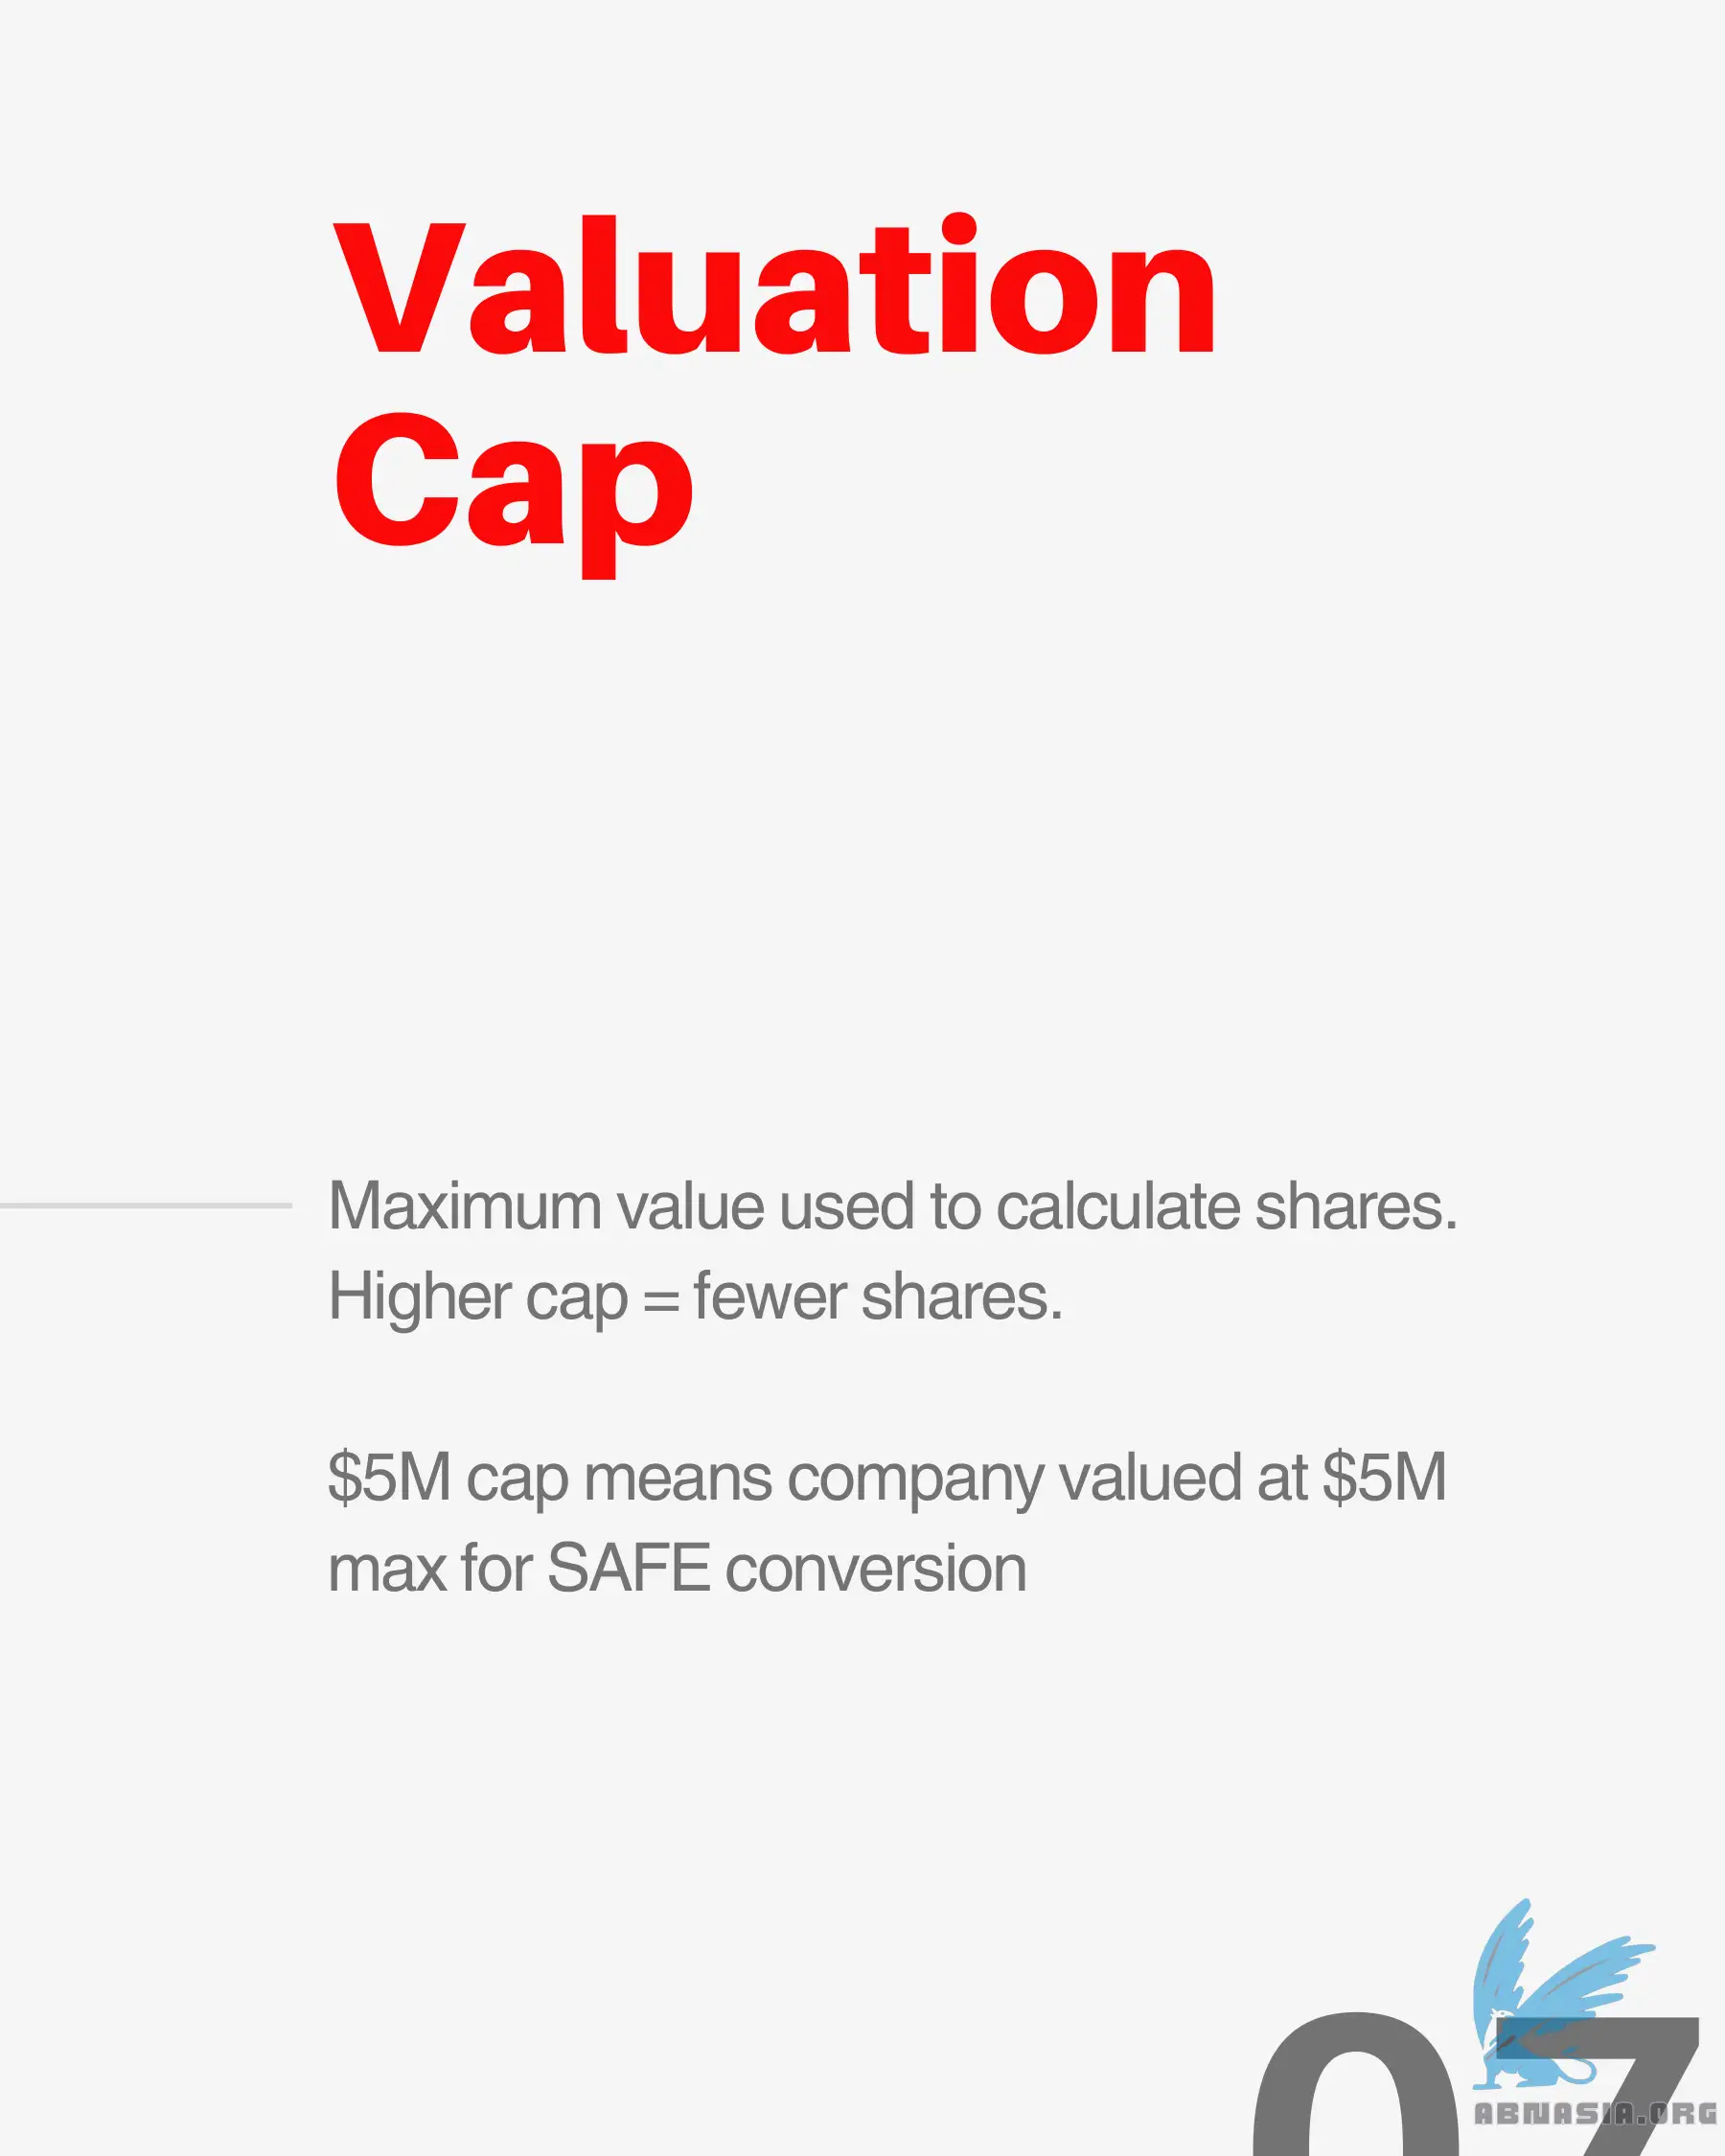 Valuation
Cap
Maximum value used to calculate shares.
Higher cap = fewer shares.
$5M cap means company valued at $5M
max for SAFE conversion
07
ABNASIA.ORG